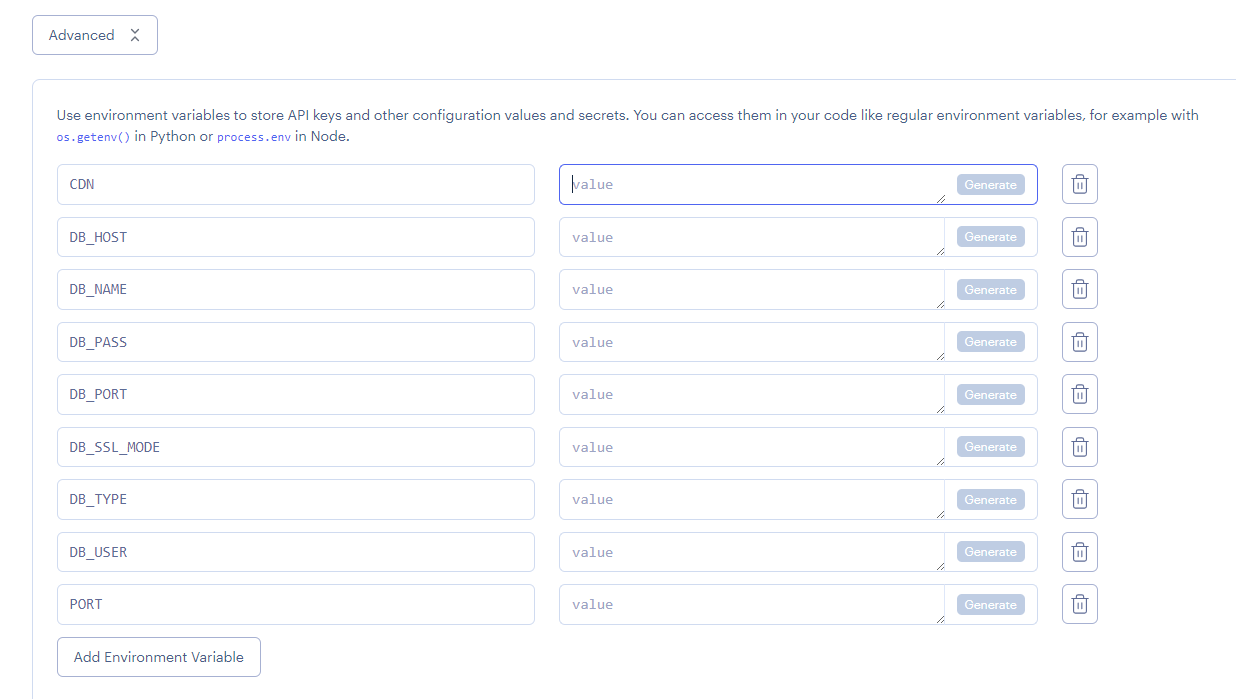 Advanced
Use environment variables to store API keys and other configuration values and secrets. You can access them in your code like regular environment variables, for example with
os.getenv() in Python or process.env in Node.
CDN value Generate
DB_HOST value Generate
DB_NAME value Generate
DB_PASS value Generate
DB_PORT value Generate
DB_SSL_MODE value Generate
DB_TYPE value Generate
DB_USER value Generate
PORT value Generate
Add Environment Variable